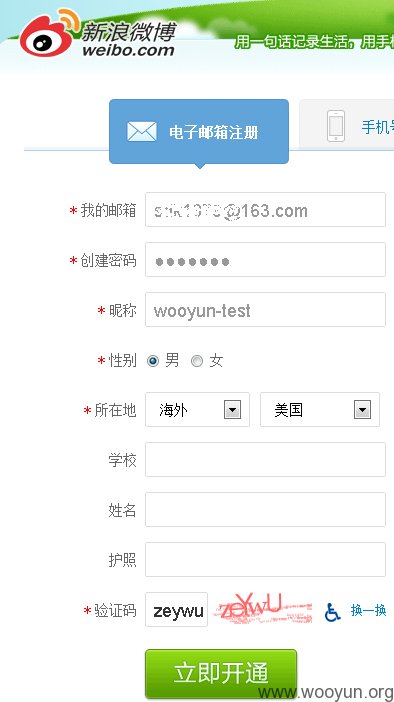 新浪微博
weibo.com
用一句话记录生活，用手
电子邮箱注册
手机号
*我的邮箱
@163.com
*创建密码 ●●●●●●●
*昵称 wooyun-test
*性别 男 女
*所在地 海外 美国
学校
姓名
护照
*验证码 zeywu zeYwU 换一换
立即开通
www.wooyun.org